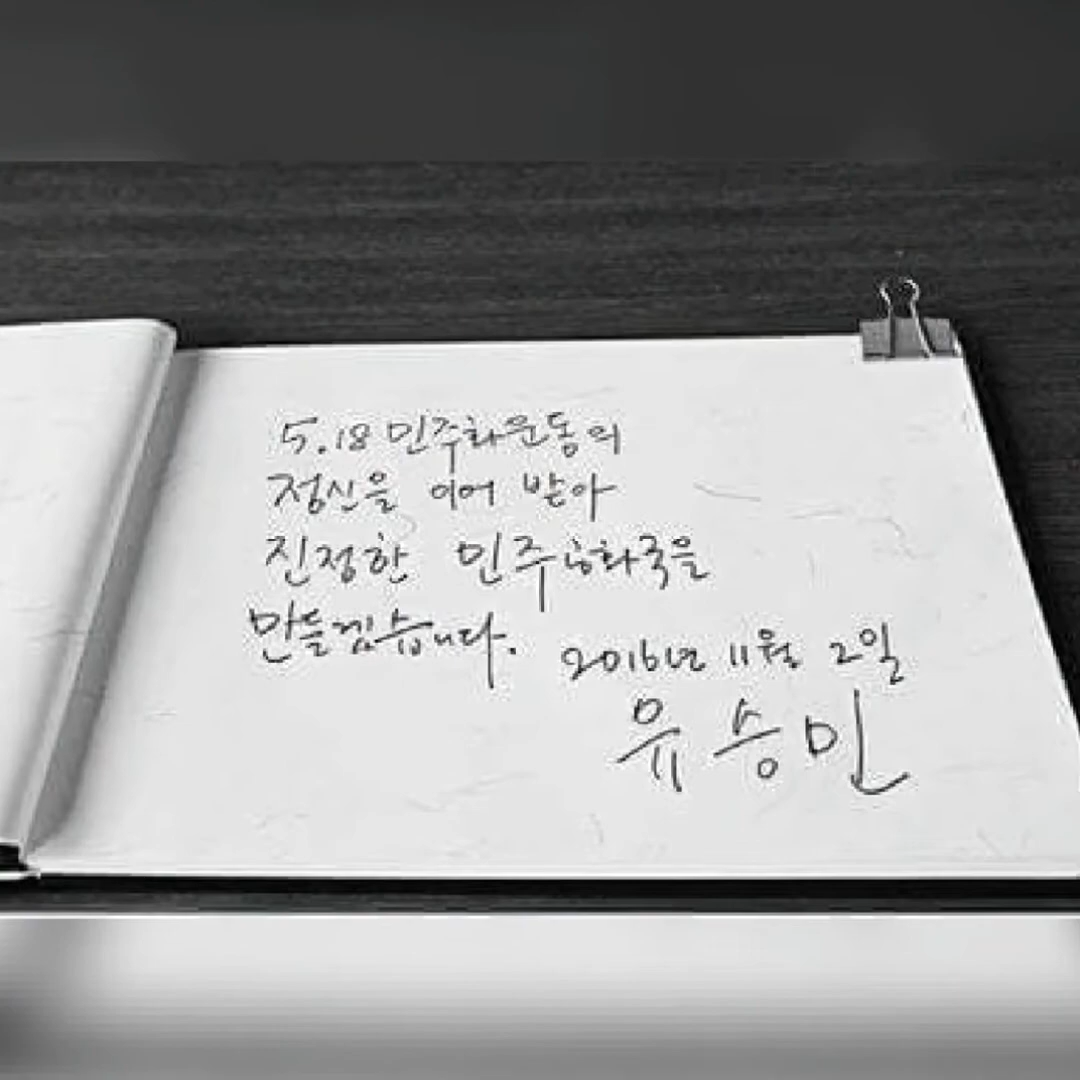 5.18 민주화운동의
정신을 이어 받아
진정한 민주공화국을
만들겠습니다.
2016년 11월 2일
유승민